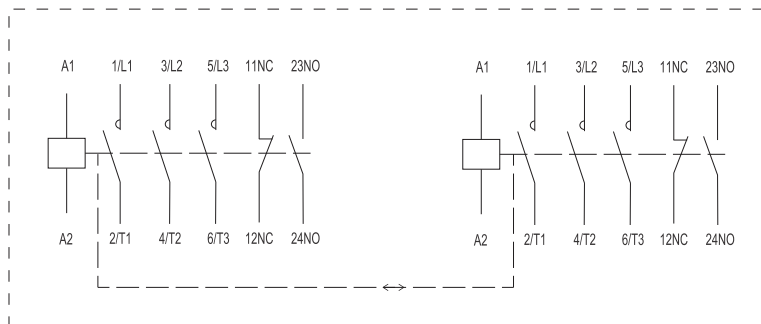 A1 1/L1 3/L2 5/L3 11NC 23NO
A2 2/T1 4/T2 6/T3 12NC 24NO
A1 1/L1 3/L2 5/L3 11NC 23NO
A2 2/T1 4/T2 6/T3 12NC 24NO